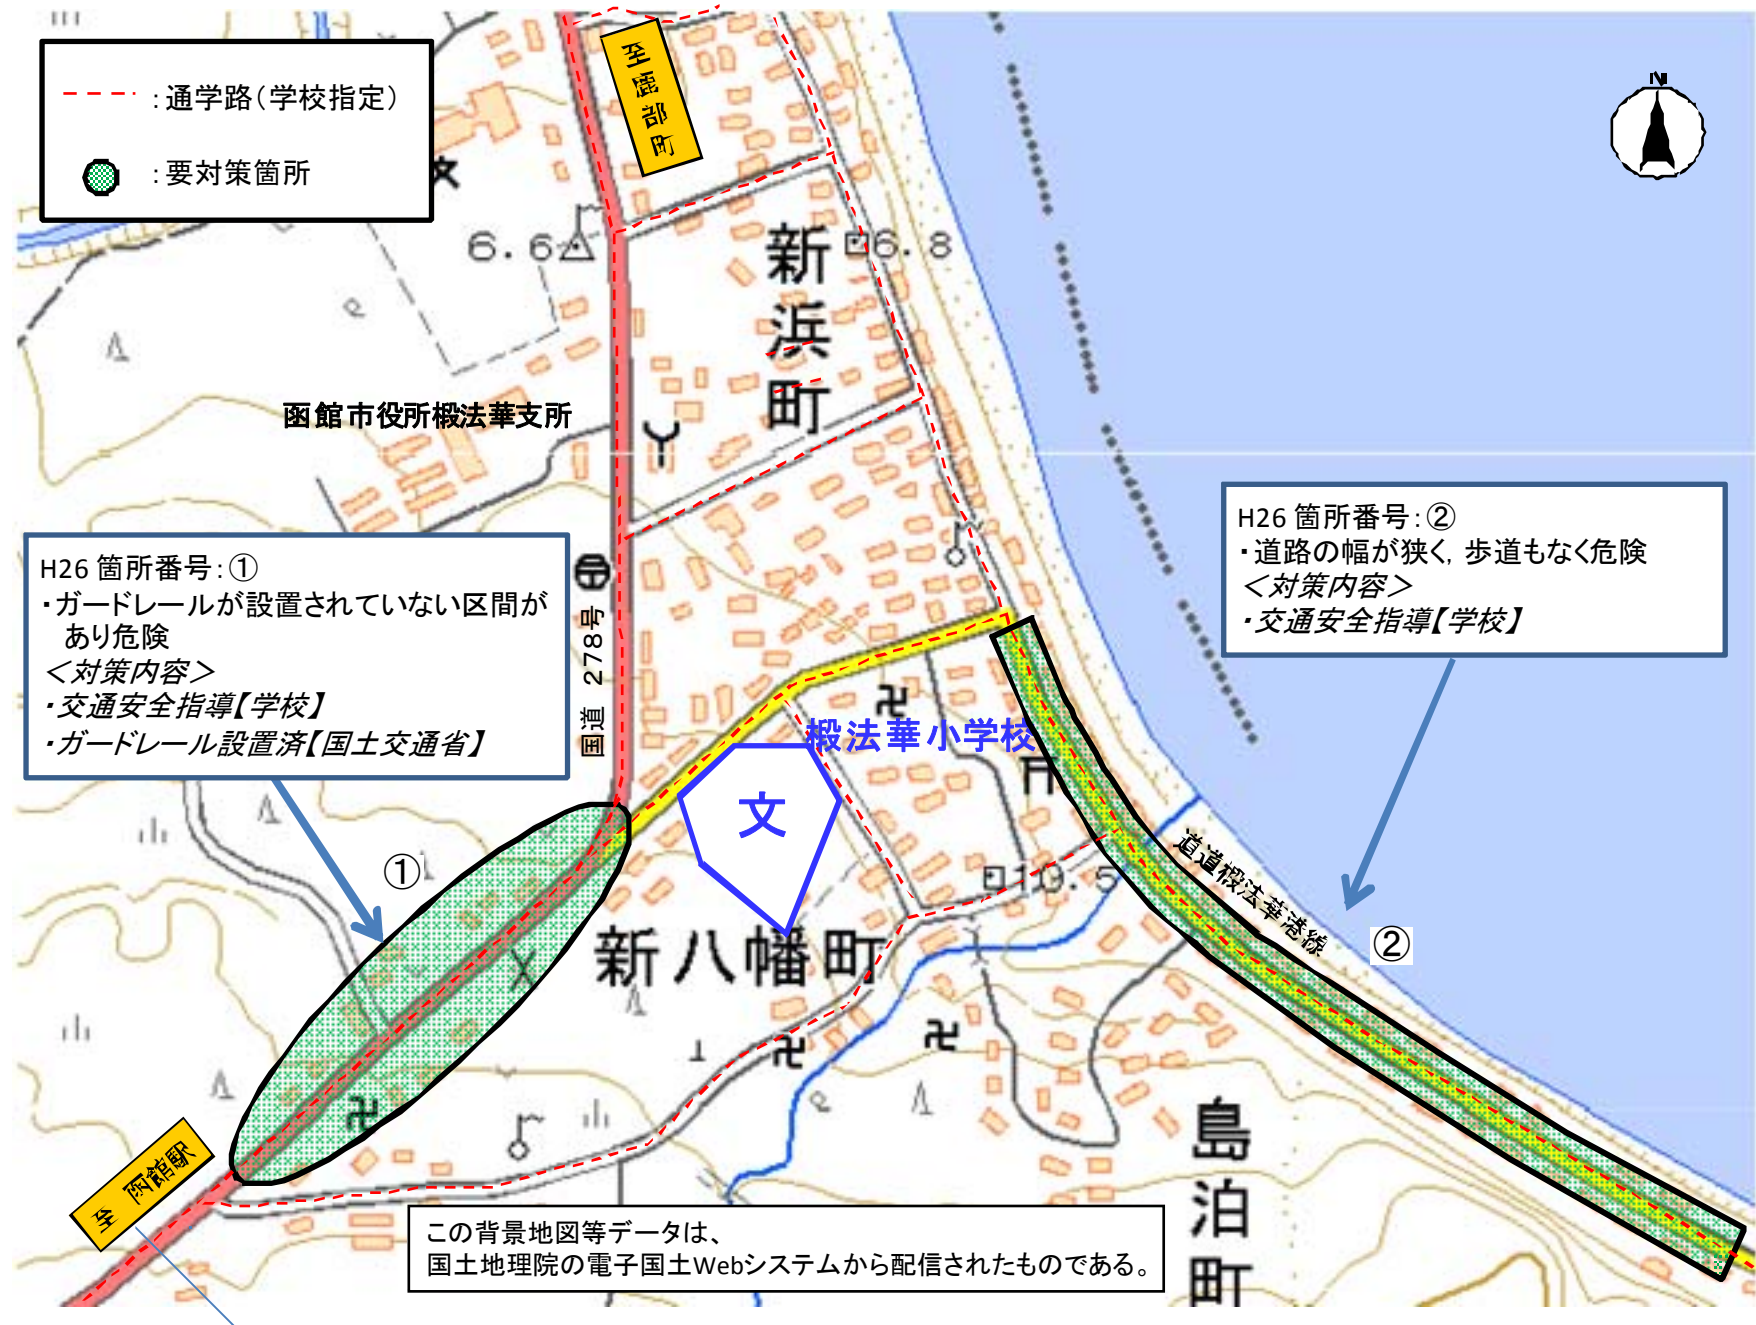 ：通学路（学校指定）
：要対策箇所
至鹿部町
N
6.6
新浜町
6.8
函館市役所椴法華支所
H26 箇所番号：①
・ガードレールが設置されていない区間が
あり危険
＜対策内容＞
・交通安全指導【学校】
・ガードレール設置済【国土交通省】
H26 箇所番号：②
・道路の幅が狭く，歩道もなく危険
＜対策内容＞
・交通安全指導【学校】
国道 278号
椴法華小学校
文
①
10.5
道道椴法華港線
②
新八幡町
至 函館駅
島泊町
この背景地図等データは、
国土地理院の電子国土Webシステムから配信されたものである。